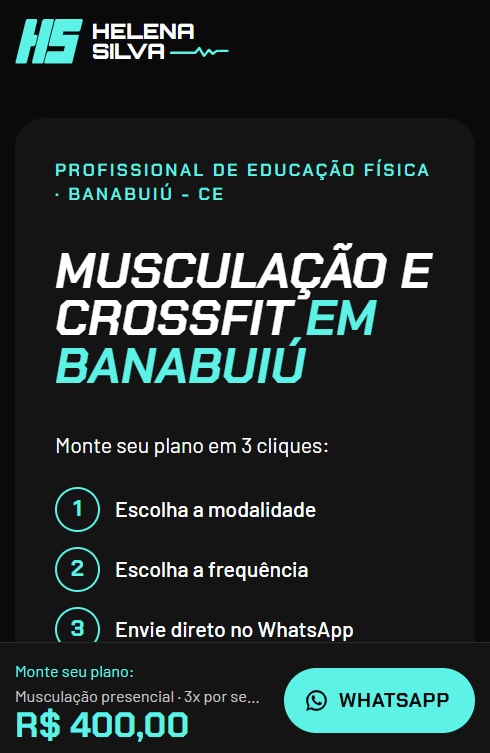 HS HELENA
SILVA
PROFISSIONAL DE EDUCAÇÃO FÍSICA
· BANABUIÚ - CE
MUSCULAÇÃO E
CROSSFIT EM
BANABUIÚ
Monte seu plano em 3 cliques:
1 Escolha a modalidade
2 Escolha a frequência
3 Envie direto no WhatsApp
Monte seu plano:
Musculação presencial · 3x por se...
R$ 400,00
WHATSAPP